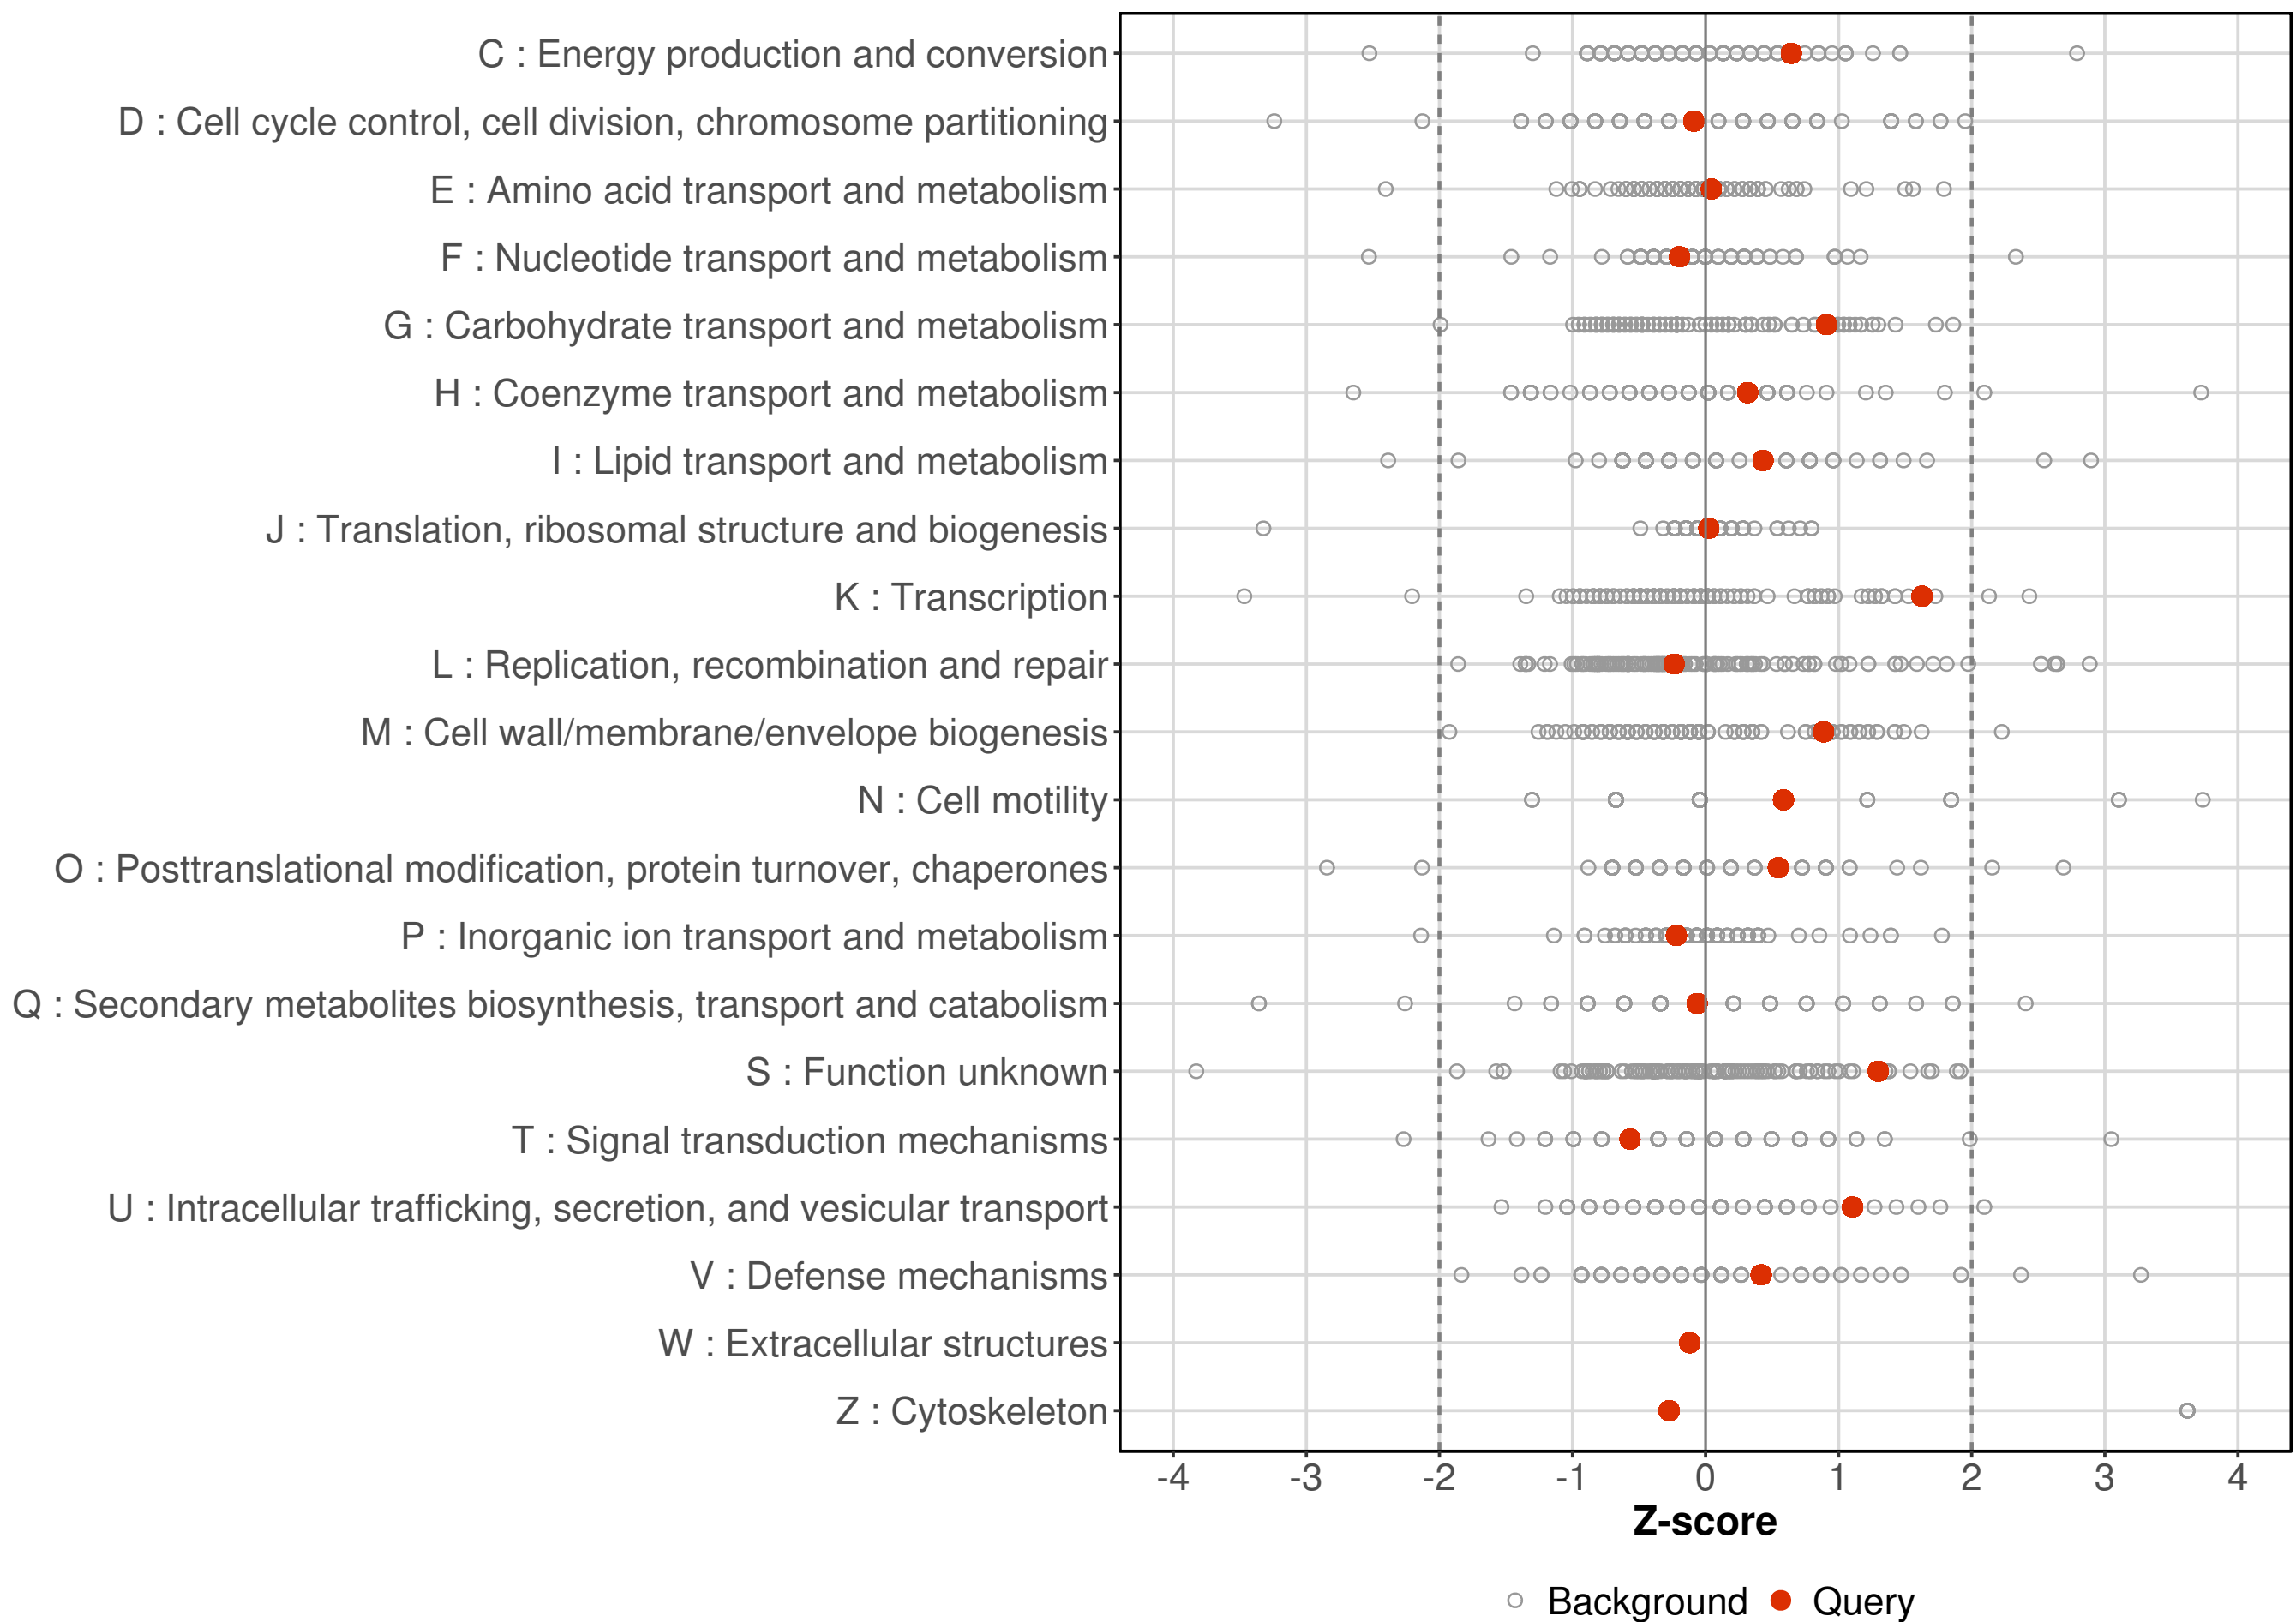 C : Energy production and conversion
D : Cell cycle control, cell division, chromosome partitioning
E : Amino acid transport and metabolism
F : Nucleotide transport and metabolism
G : Carbohydrate transport and metabolism
H : Coenzyme transport and metabolism
I : Lipid transport and metabolism
J : Translation, ribosomal structure and biogenesis
K : Transcription
L : Replication, recombination and repair
M : Cell wall/membrane/envelope biogenesis
N : Cell motility
O : Posttranslational modification, protein turnover, chaperones
P : Inorganic ion transport and metabolism
Q : Secondary metabolites biosynthesis, transport and catabolism
S : Function unknown
T : Signal transduction mechanisms
U : Intracellular trafficking, secretion, and vesicular transport
V : Defense mechanisms
W : Extracellular structures
Z : Cytoskeleton
-4 -3 -2 -1 0 1 2 3 4
Z-score
Background Query